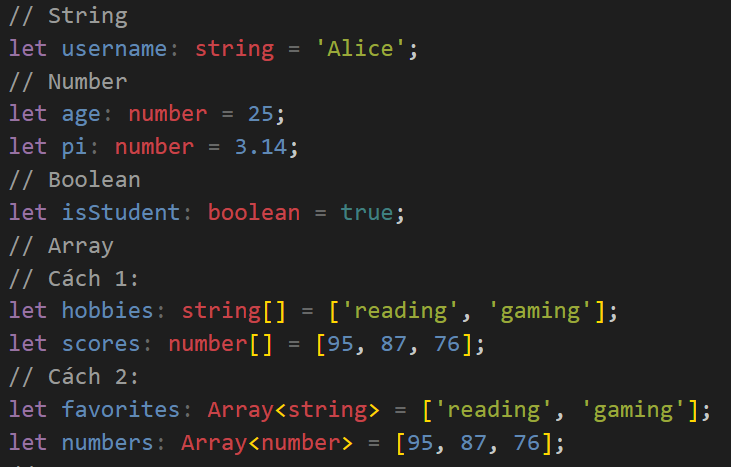 // String
let username: string = 'Alice';
// Number
let age: number = 25;
let pi: number = 3.14;
// Boolean
let isStudent: boolean = true;
// Array
// Cách 1:
let hobbies: string[] = ['reading', 'gaming'];
let scores: number[] = [95, 87, 76];
// Cách 2:
let favorites: Array<string> = ['reading', 'gaming'];
let numbers: Array<number> = [95, 87, 76];